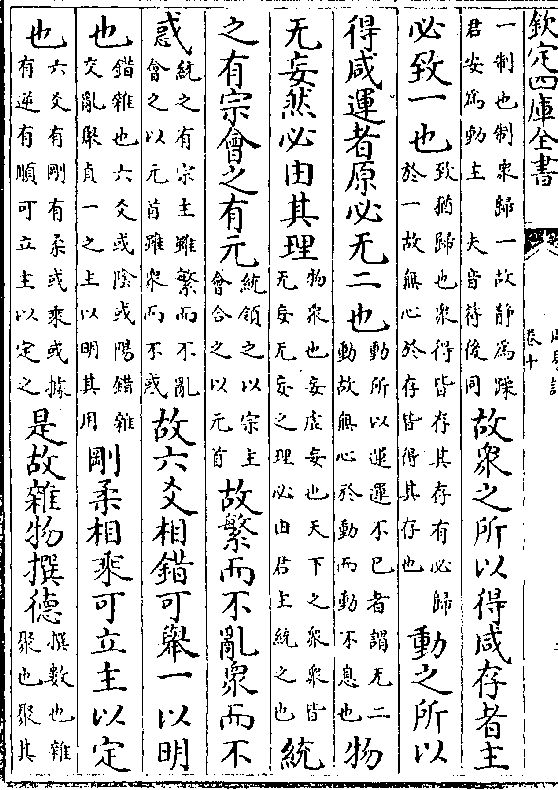 欽定四庫全書
卷十
一制也制衆歸一故静為躁君安為動主 夫音待後同故衆之所以得咸存者主
必致一也致猶歸也衆得皆存其存有必歸於一故無心於存皆得其存也動之所以
得咸運者原必无二也動所以運運不已者謂无二動故無心於動而動不息也物
无妄然必由其理物衆也妄虚妄也天下之衆衆皆无妄无妄之理必由君主統之也統
之有宗會之有元統領之以宗主會合之以元首故繁而不亂衆而不
惑統之有宗主雖繁而不亂會之以元首雖衆而不惑故六爻相錯可舉一以明
也錯雜也六爻或陰或陽錯雜交亂聚貞一之主以明其用剛柔相乘可立主以定
也六爻有剛有柔或乘或據有逆有順可立主以定之是故雜物撰德撰數也雜聚也聚其